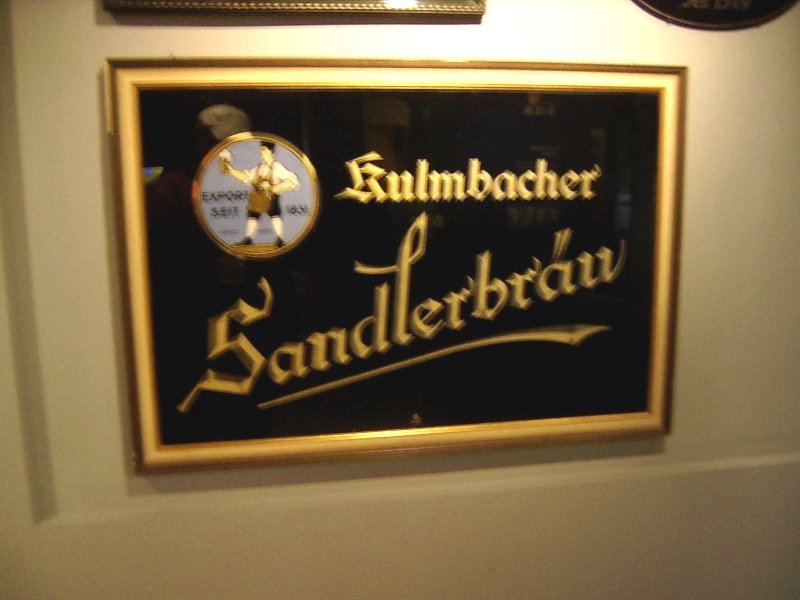 EXPORT
SEIT 1831
Kulmbacher
Sandlerbräu